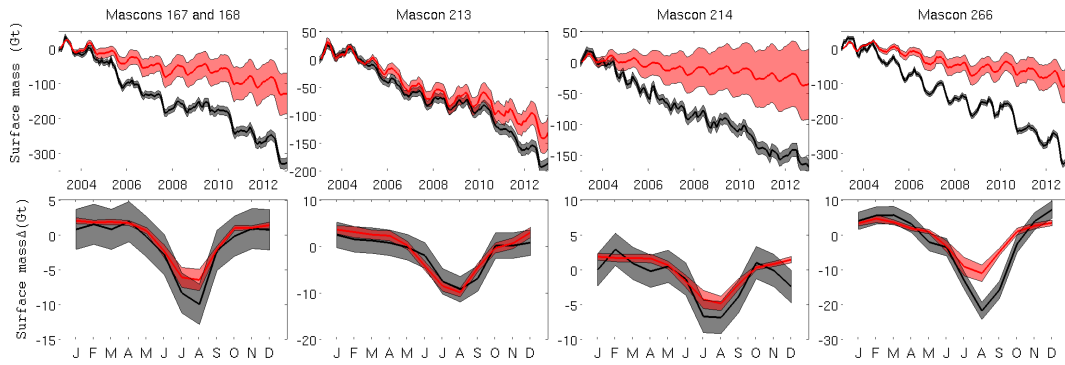 Mascons 167 and 168
Mascon 213
Mascon 214
Mascon 266
Surface mass (Gt)
0
-100
-200
-300
2004 2006 2008 2010 2012
50
0
-50
-100
-150
-200
2004 2006 2008 2010 2012
50
0
-50
-100
-150
2004 2006 2008 2010 2012
0
-100
-200
-300
2004 2006 2008 2010 2012
Surface massΔ(Gt)
5
0
-5
-10
-15
J F M A M J J A S O N D
10
0
-10
-20
J F M A M J J A S O N D
10
5
0
-5
-10
J F M A M J J A S O N D
10
0
-10
-20
-30
J F M A M J J A S O N D